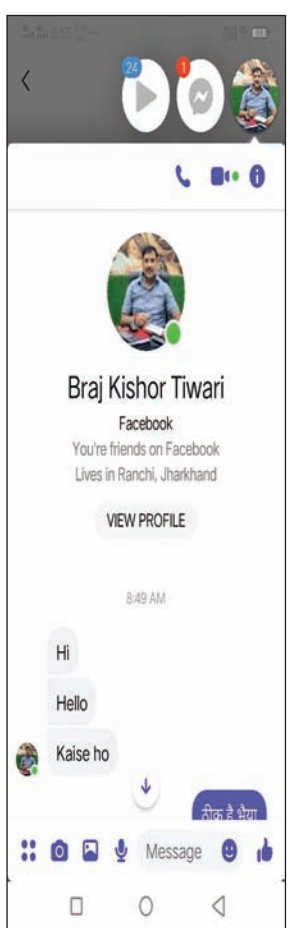 24
1
Braj Kishor Tiwari
Facebook
You're friends on Facebook
Lives in Ranchi, Jharkhand
VIEW PROFILE
8:49 AM
Hi
Hello
Kaise ho
ठीक है भैया
Message